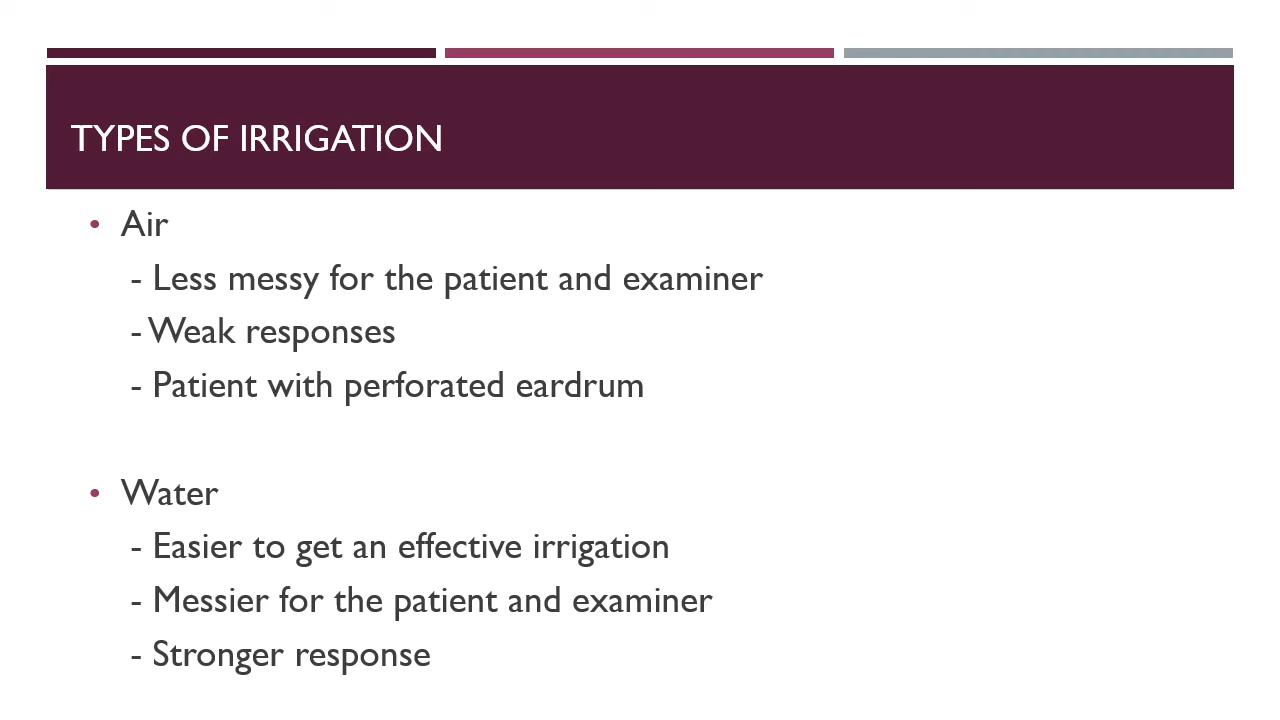 TYPES OF IRRIGATION
• Air
- Less messy for the patient and examiner
- Weak responses
- Patient with perforated eardrum
• Water
- Easier to get an effective irrigation
- Messier for the patient and examiner
- Stronger response